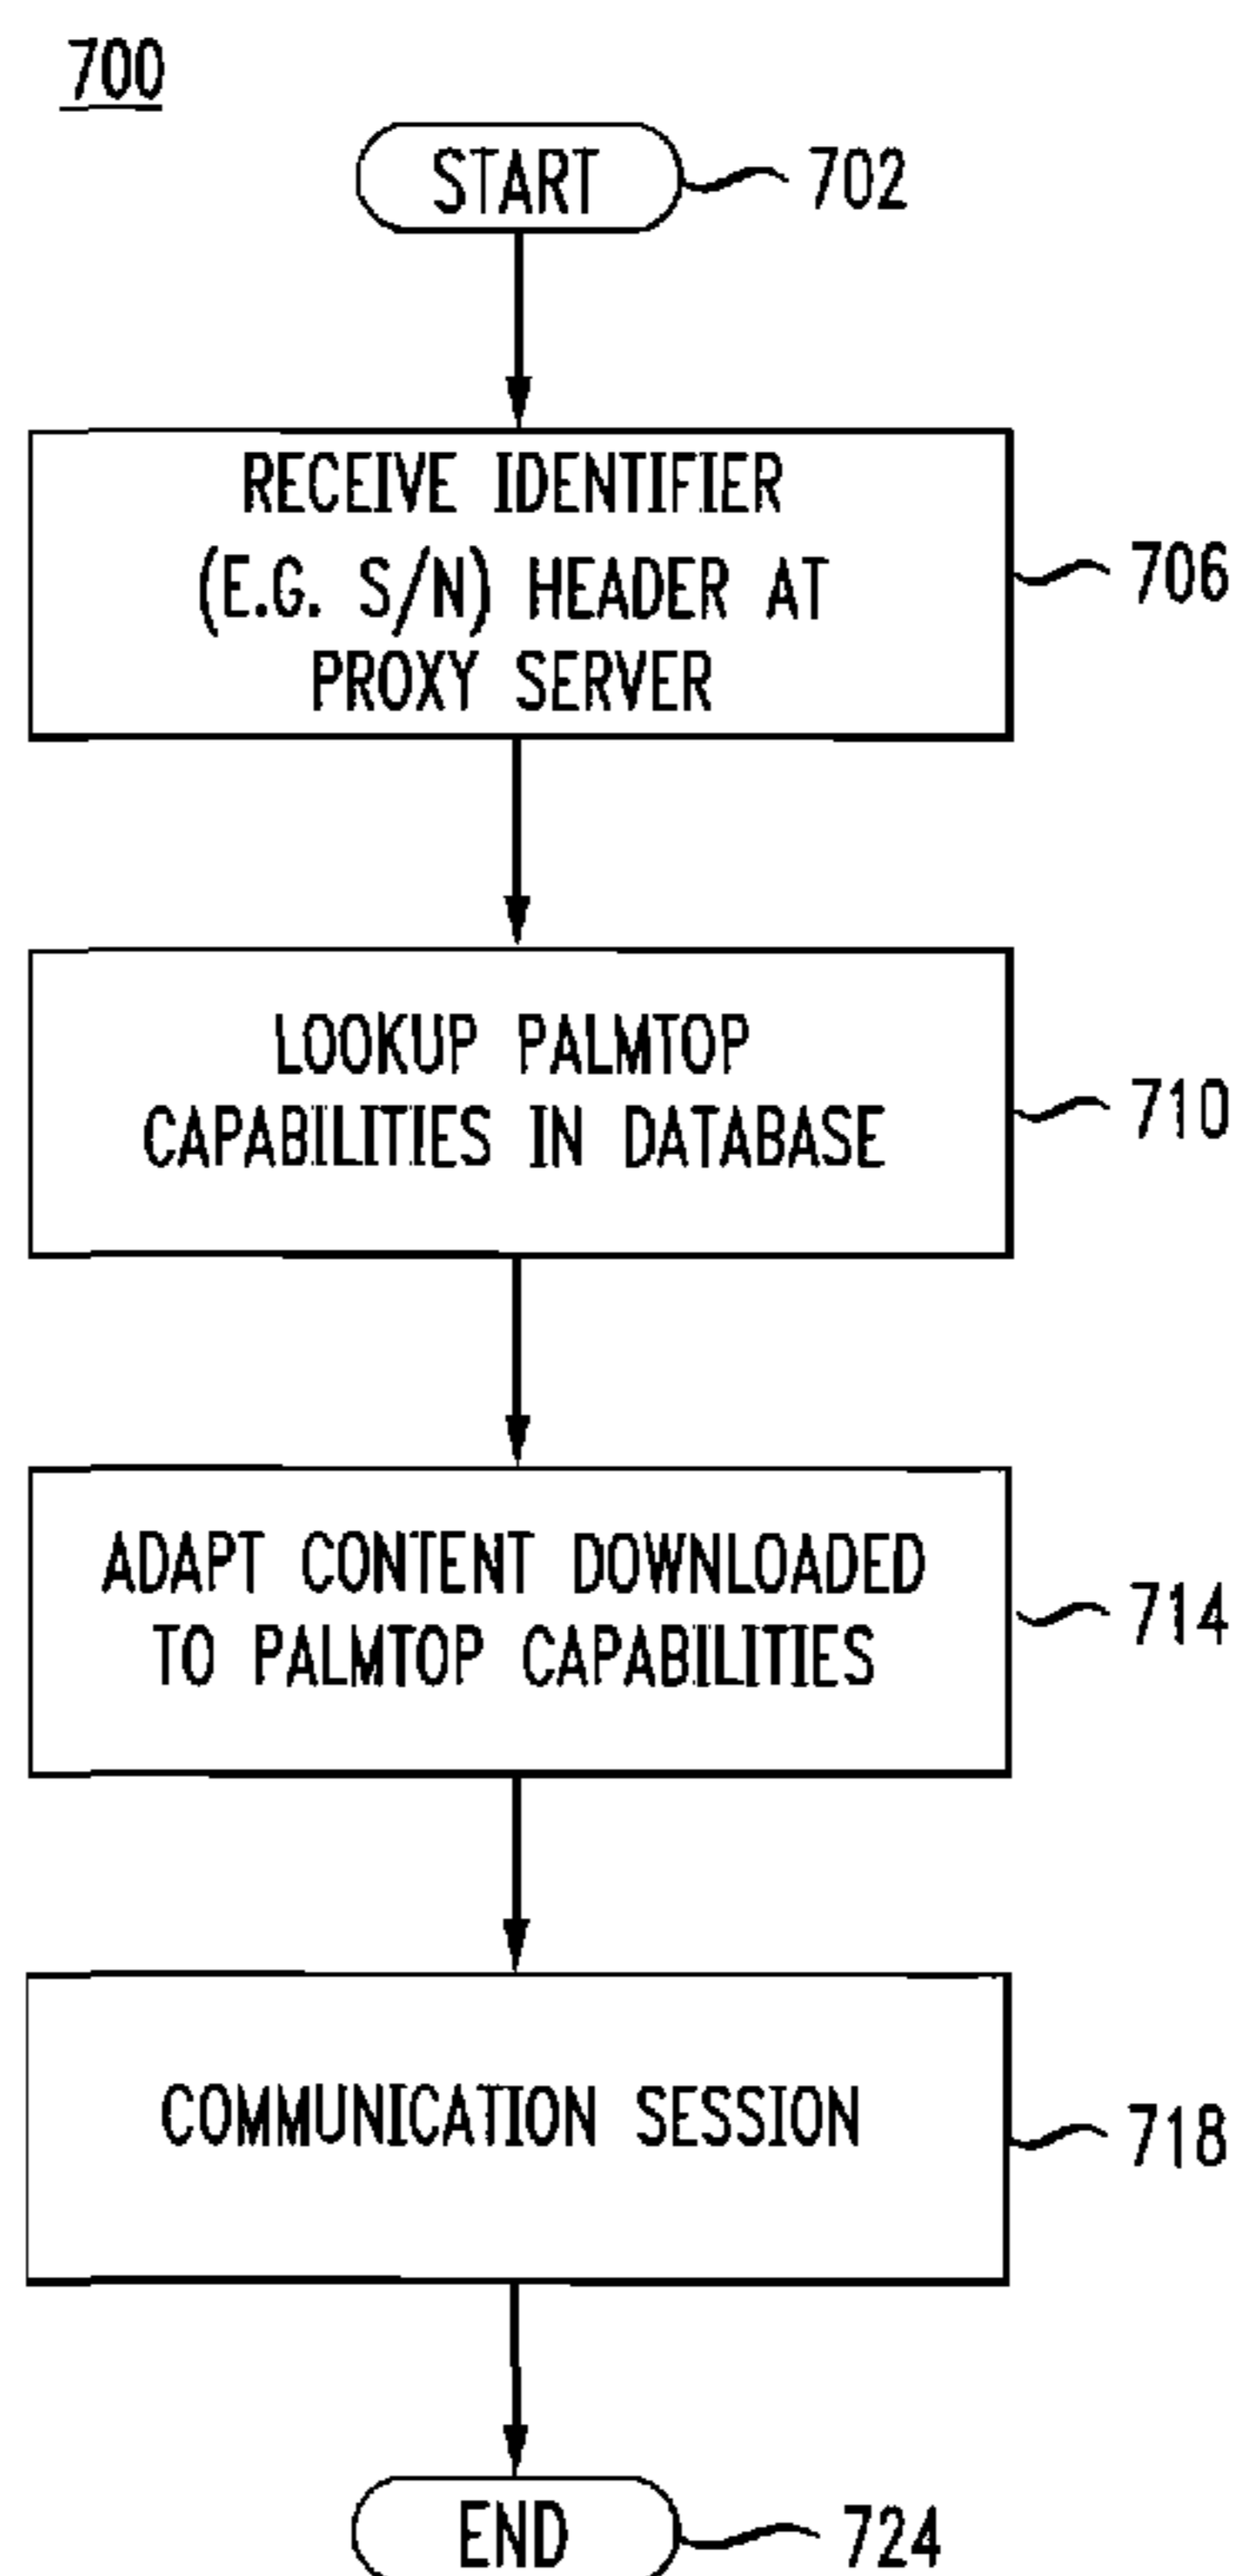 700
START
702
RECEIVE IDENTIFIER
(E.G. S/N) HEADER AT
PROXY SERVER
706
LOOKUP PALMTOP
CAPABILITIES IN DATABASE
710
ADAPT CONTENT DOWNLOADED
TO PALMTOP CAPABILITIES
714
COMMUNICATION SESSION
718
END
724